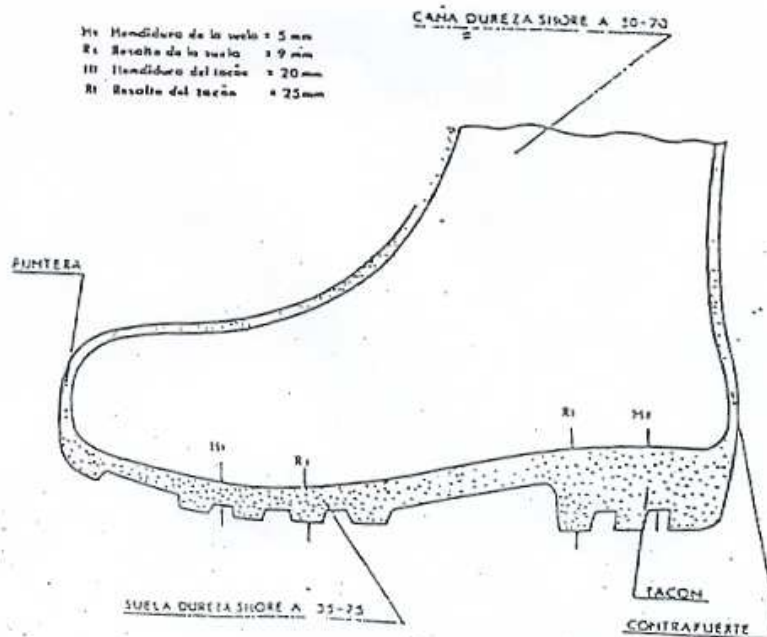 CAÑA DUREZA SHORE A 50-70
Hs Hendidura de la suela = 5 mm
Rs Resalte de la suela = 9 mm
Ht Hendidura del tacón = 20 mm
Rt Resalte del tacón = 25 mm
PUNTERA
Rt Ht
Hs Rs
TACON
SUELA DUREZA SHORE A 55-75
CONTRAFUERTE